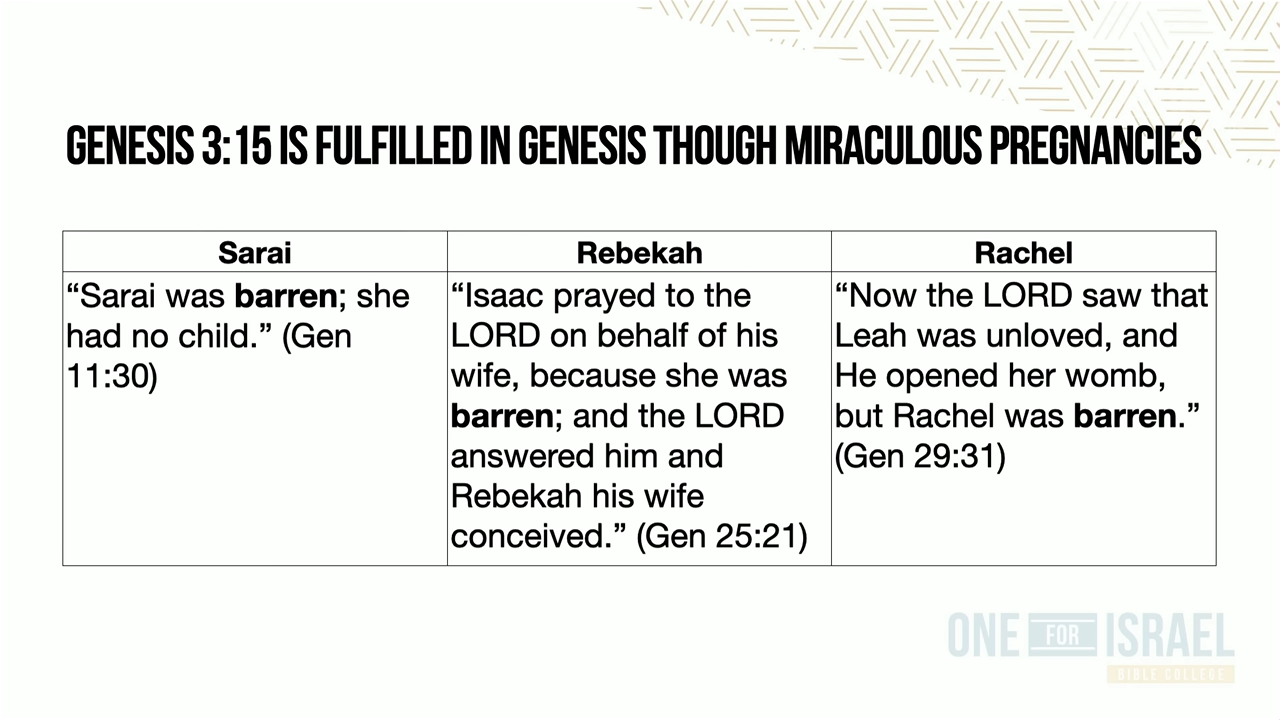 GENESIS 3:15 IS FULFILLED IN GENESIS THOUGH MIRACULOUS PREGNANCIES
Sarai
“Sarai was barren; she
had no child.” (Gen
11:30)
Rebekah
“Isaac prayed to the
LORD on behalf of his
wife, because she was
barren; and the LORD
answered him and
Rebekah his wife
conceived.” (Gen 25:21)
Rachel
“Now the LORD saw that
Leah was unloved, and
He opened her womb,
but Rachel was barren.”
(Gen 29:31)
ONE FOR ISRAEL
BIBLE COLLEGE